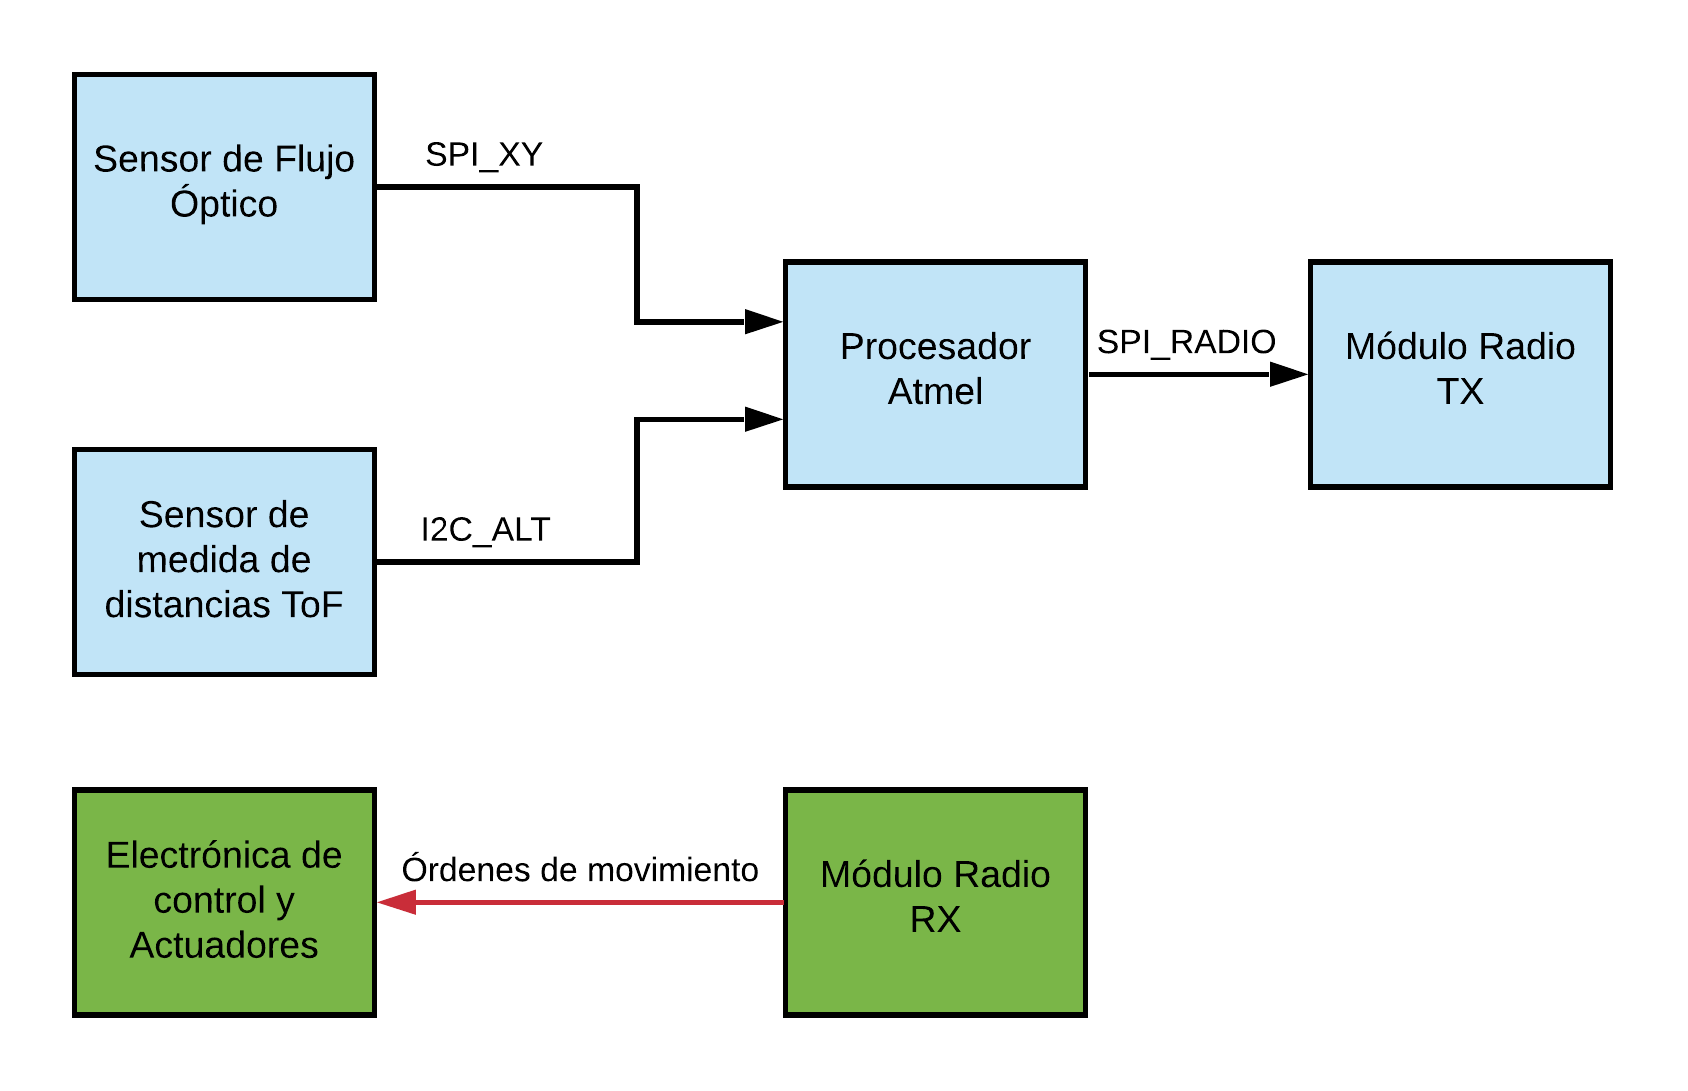 Sensor de Flujo
Óptico
SPI_XY
Procesador
Atmel
SPI_RADIO
Módulo Radio
TX
Sensor de
medida de
distancias ToF
I2C_ALT
Electrónica de
control y
Actuadores
Órdenes de movimiento
Módulo Radio
RX